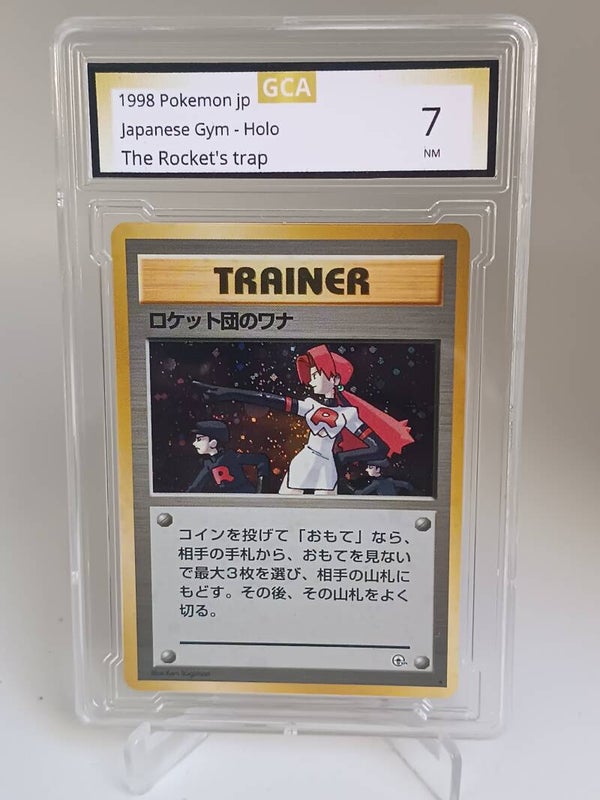 GCA
1998 Pokemon jp
Japanese Gym - Holo
The Rocket's trap
7
NM
TRAINER
ロケット団のワナ
R
R
コインを投げて「おもて」なら、
相手の手札から、おもてを見ない
で最大3枚を選び、相手の山札に
もどす。その後、その山札をよく
切る。